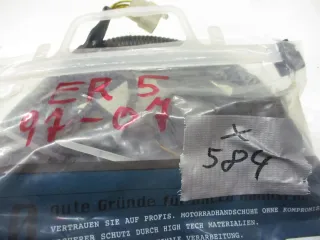 ER 5
97-04
x
584
Gute Gründe für
VERTRAUEN SIE AUF PROFIS. MOTORRADHANDSCHUHE OHNE KOMPROMISSE
SCHUTZ DURCH HIGH TECH MATERIALIEN.
VERARBEITUNG.